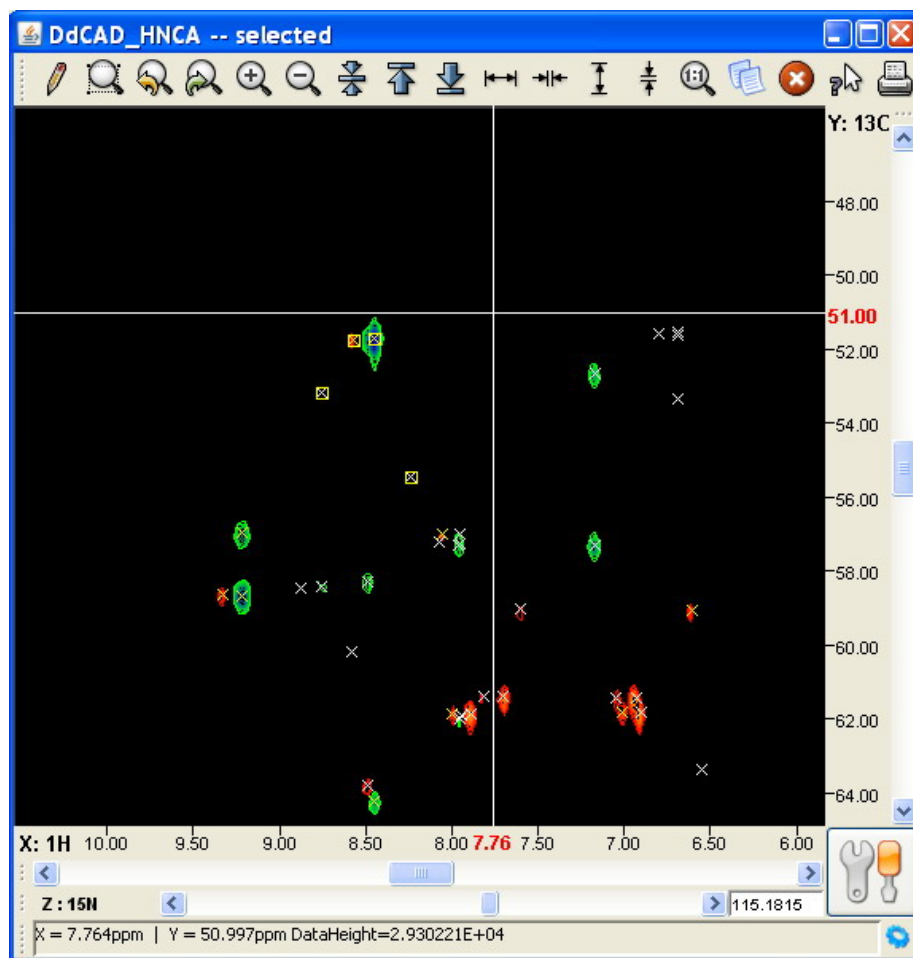 DdCAD_HNCA -- selected
1:1
?
Y: 13C
48.00
50.00
51.00
52.00
54.00
56.00
58.00
60.00
62.00
64.00
X: 1H 10.00 9.50 9.00 8.50 8.00 7.76 7.50 7.00 6.50 6.00
Z : 15N 115.1815
X = 7.764ppm | Y = 50.997ppm DataHeight=2.930221E+04